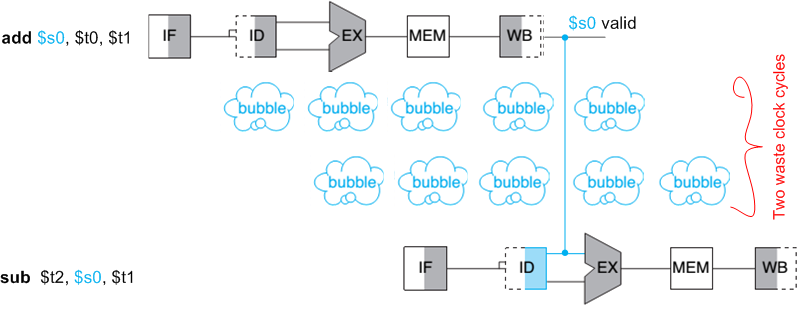 $s0 valid
add $s0, $t0, $t1
IF ID EX MEM WB
bubble bubble bubble bubble bubble
bubble bubble bubble bubble bubble
Two waste clock cycles
sub $t2, $s0, $t1
IF ID EX MEM WB